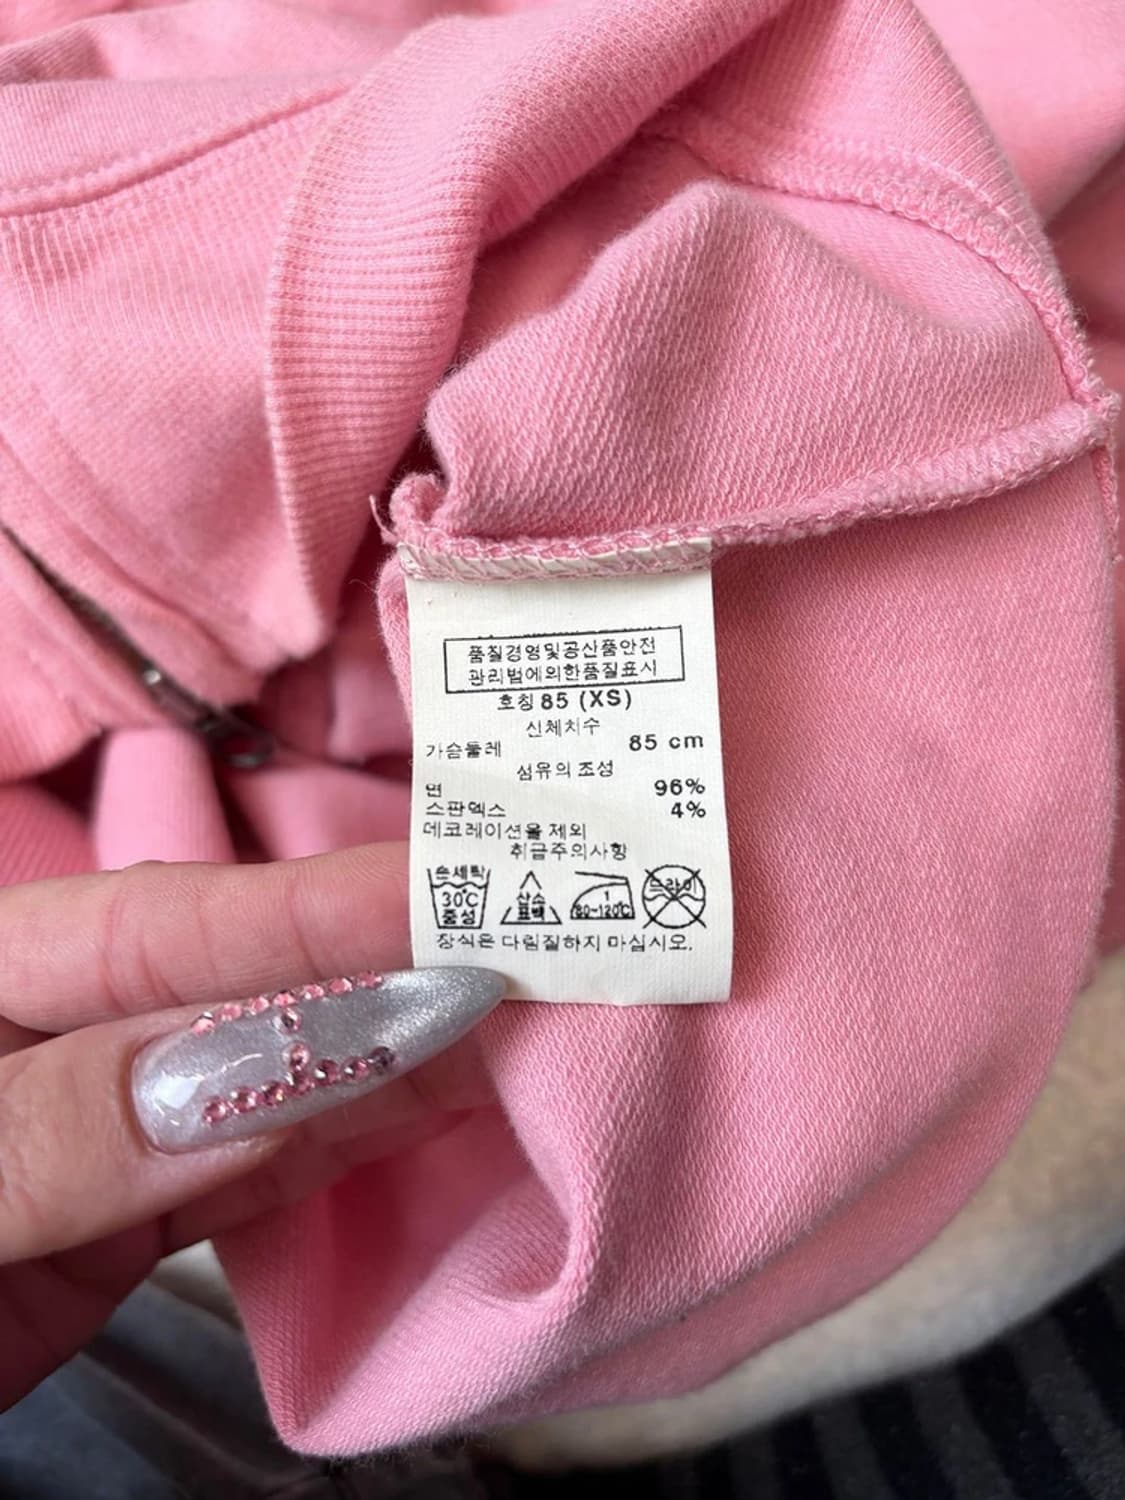 품질경영및공산품안전
관리법에의한품질표시
호칭 85 (XS)
신체치수
가슴둘레 85 cm
섬유의 조성
면 96%
스판덱스 4%
데코레이션을 제외
취급주의사항
손세탁 30℃ 중성
산소 표백
1 80~120℃
드라이
장식은 다림질하지 마십시오.